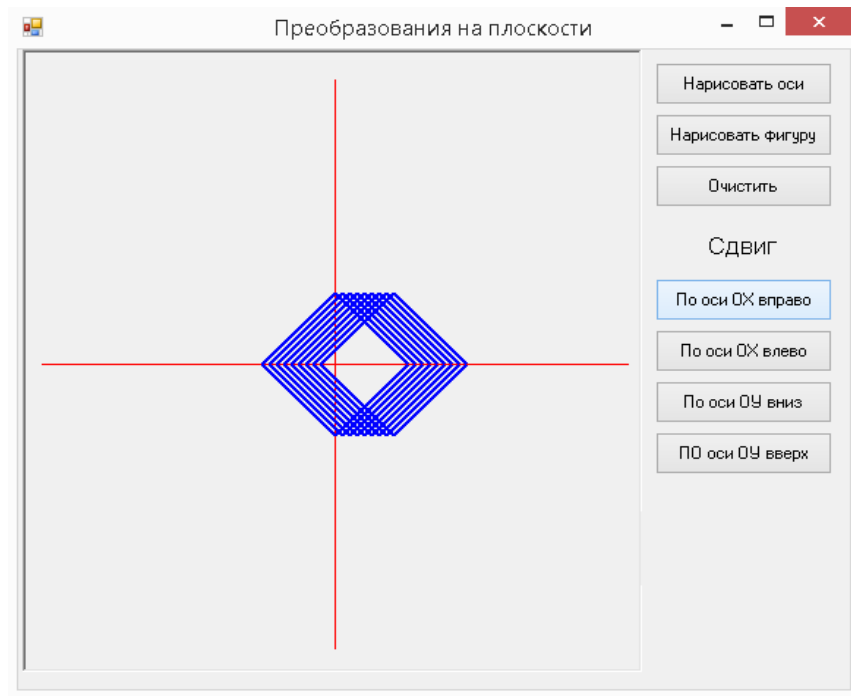 Преобразования на плоскости
Нарисовать оси
Нарисовать фигуру
Очистить
Сдвиг
По оси ОХ вправо
По оси ОХ влево
По оси ОУ вниз
ПО оси ОУ вверх